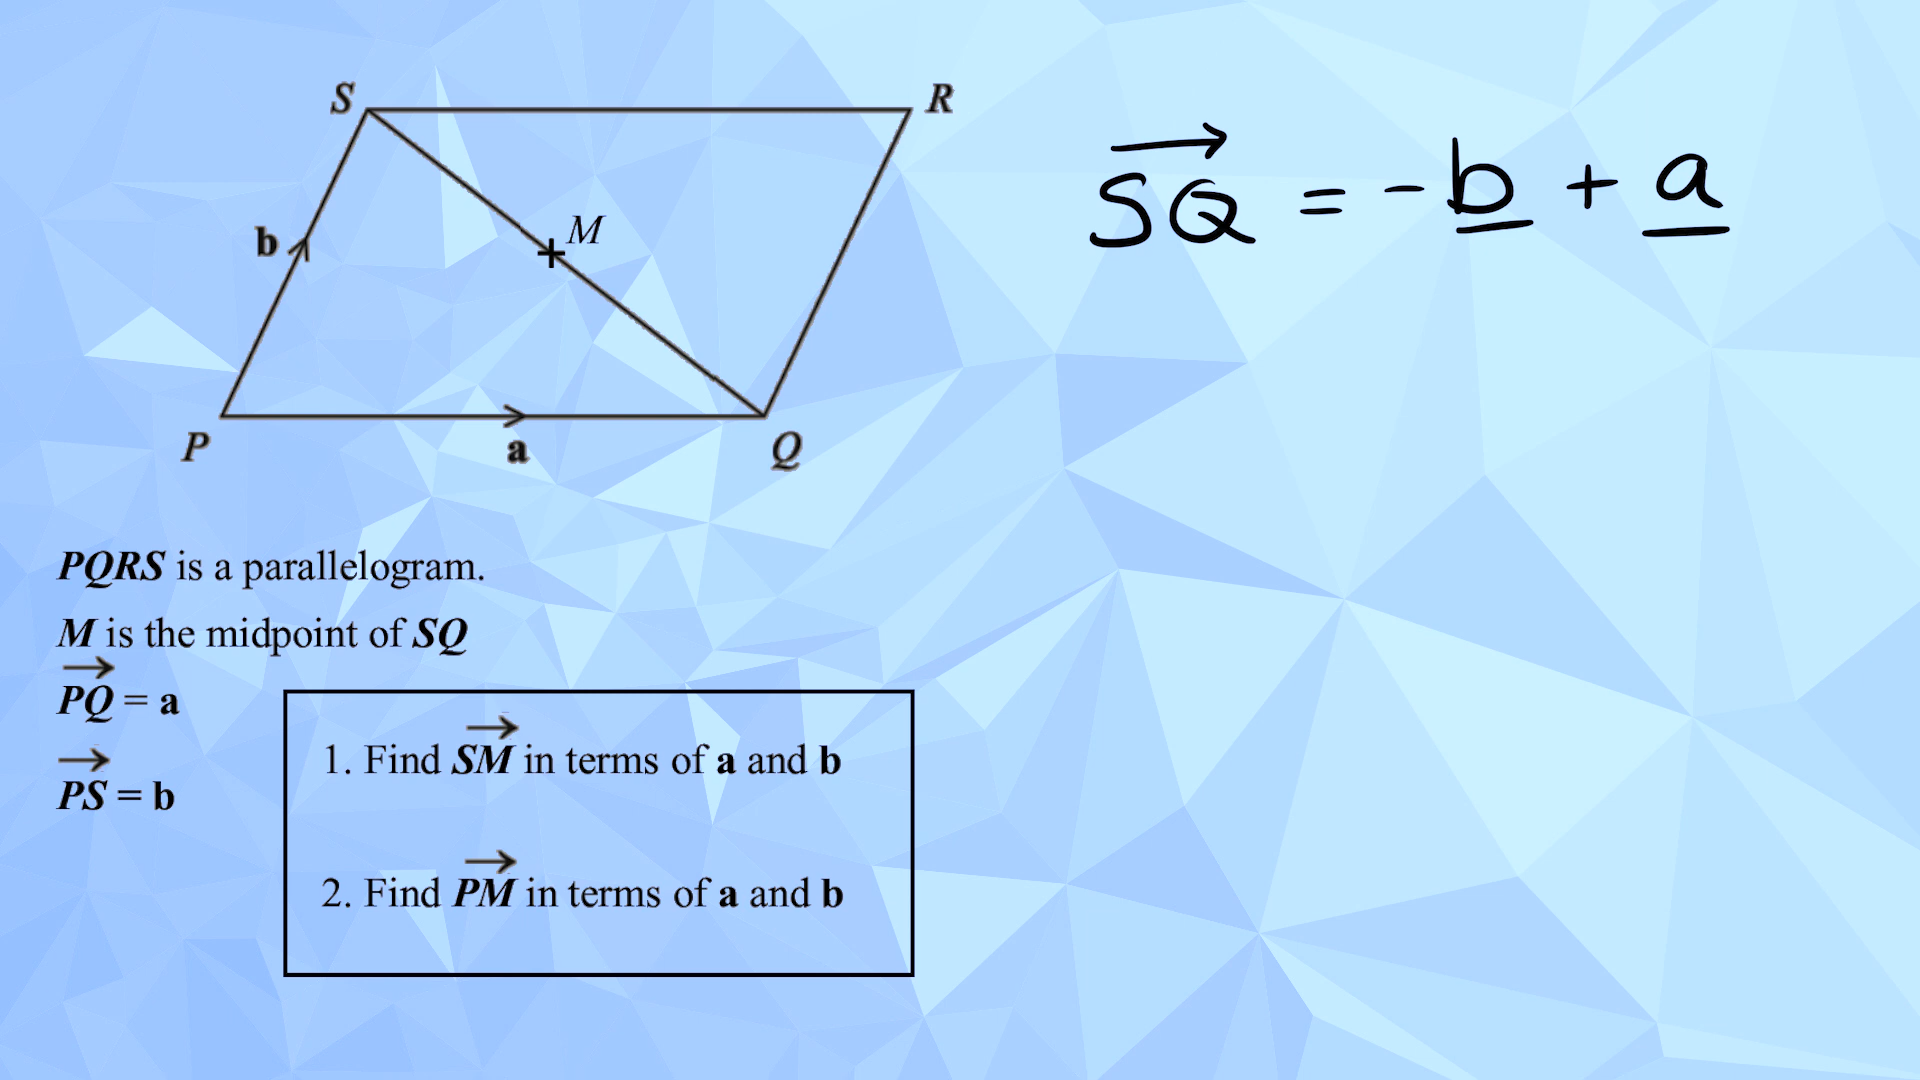 S
R
b
M
P
a
Q
SQ⃗ = -b + a
PQRS is a parallelogram.
M is the midpoint of SQ
PQ⃗ = a
PS⃗ = b
1. Find SM⃗ in terms of a and b
2. Find PM⃗ in terms of a and b